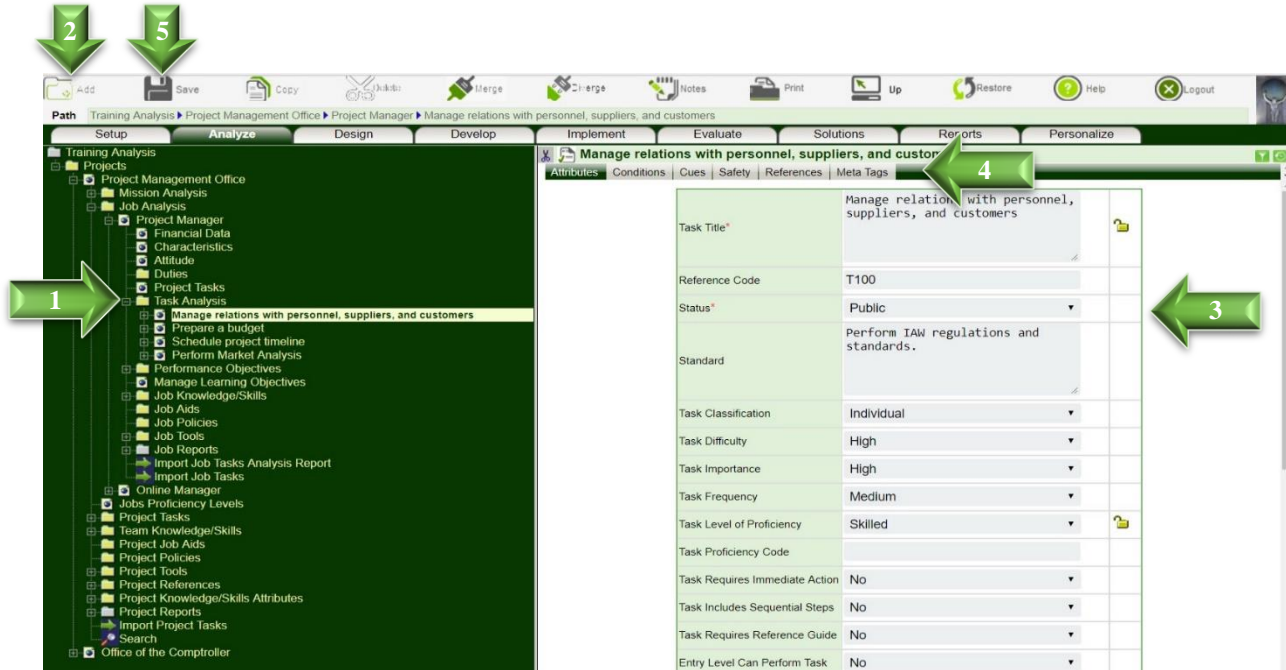 2
5
Add Save Copy Delete Merge Diverge Notes Print Up Restore Help Logout
Path Training Analysis Project Management Office Project Manager Manage relations with personnel, suppliers, and customers
Setup Analyze Design Develop Implement Evaluate Solutions Reports Personalize
Training Analysis
Projects
Project Management Office
Mission Analysis
Job Analysis
Project Manager
Financial Data
Characteristics
Attitude
Duties
Project Tasks
1
Task Analysis
Manage relations with personnel, suppliers, and customers
Prepare a budget
Schedule project timeline
Perform Market Analysis
Performance Objectives
Manage Learning Objectives
Job Knowledge/Skills
Job Aids
Job Policies
Job Tools
Job Reports
Import Job Tasks Analysis Report
Import Job Tasks
Online Manager
Jobs Proficiency Levels
Project Tasks
Team Knowledge/Skills
Project Job Aids
Project Policies
Project Tools
Project References
Project Knowledge/Skills Attributes
Project Reports
Import Project Tasks
Search
Office of the Comptroller
Manage relations with personnel, suppliers, and custom
4
Attributes Conditions Cues Safety References Meta Tags
Task Title* Manage relations with personnel,
suppliers, and customers
Reference Code T100
Status* Public
3
Standard Perform IAW regulations and
standards.
Task Classification Individual
Task Difficulty High
Task Importance High
Task Frequency Medium
Task Level of Proficiency Skilled
Task Proficiency Code
Task Requires Immediate Action No
Task Includes Sequential Steps No
Task Requires Reference Guide No
Entry Level Can Perform Task No